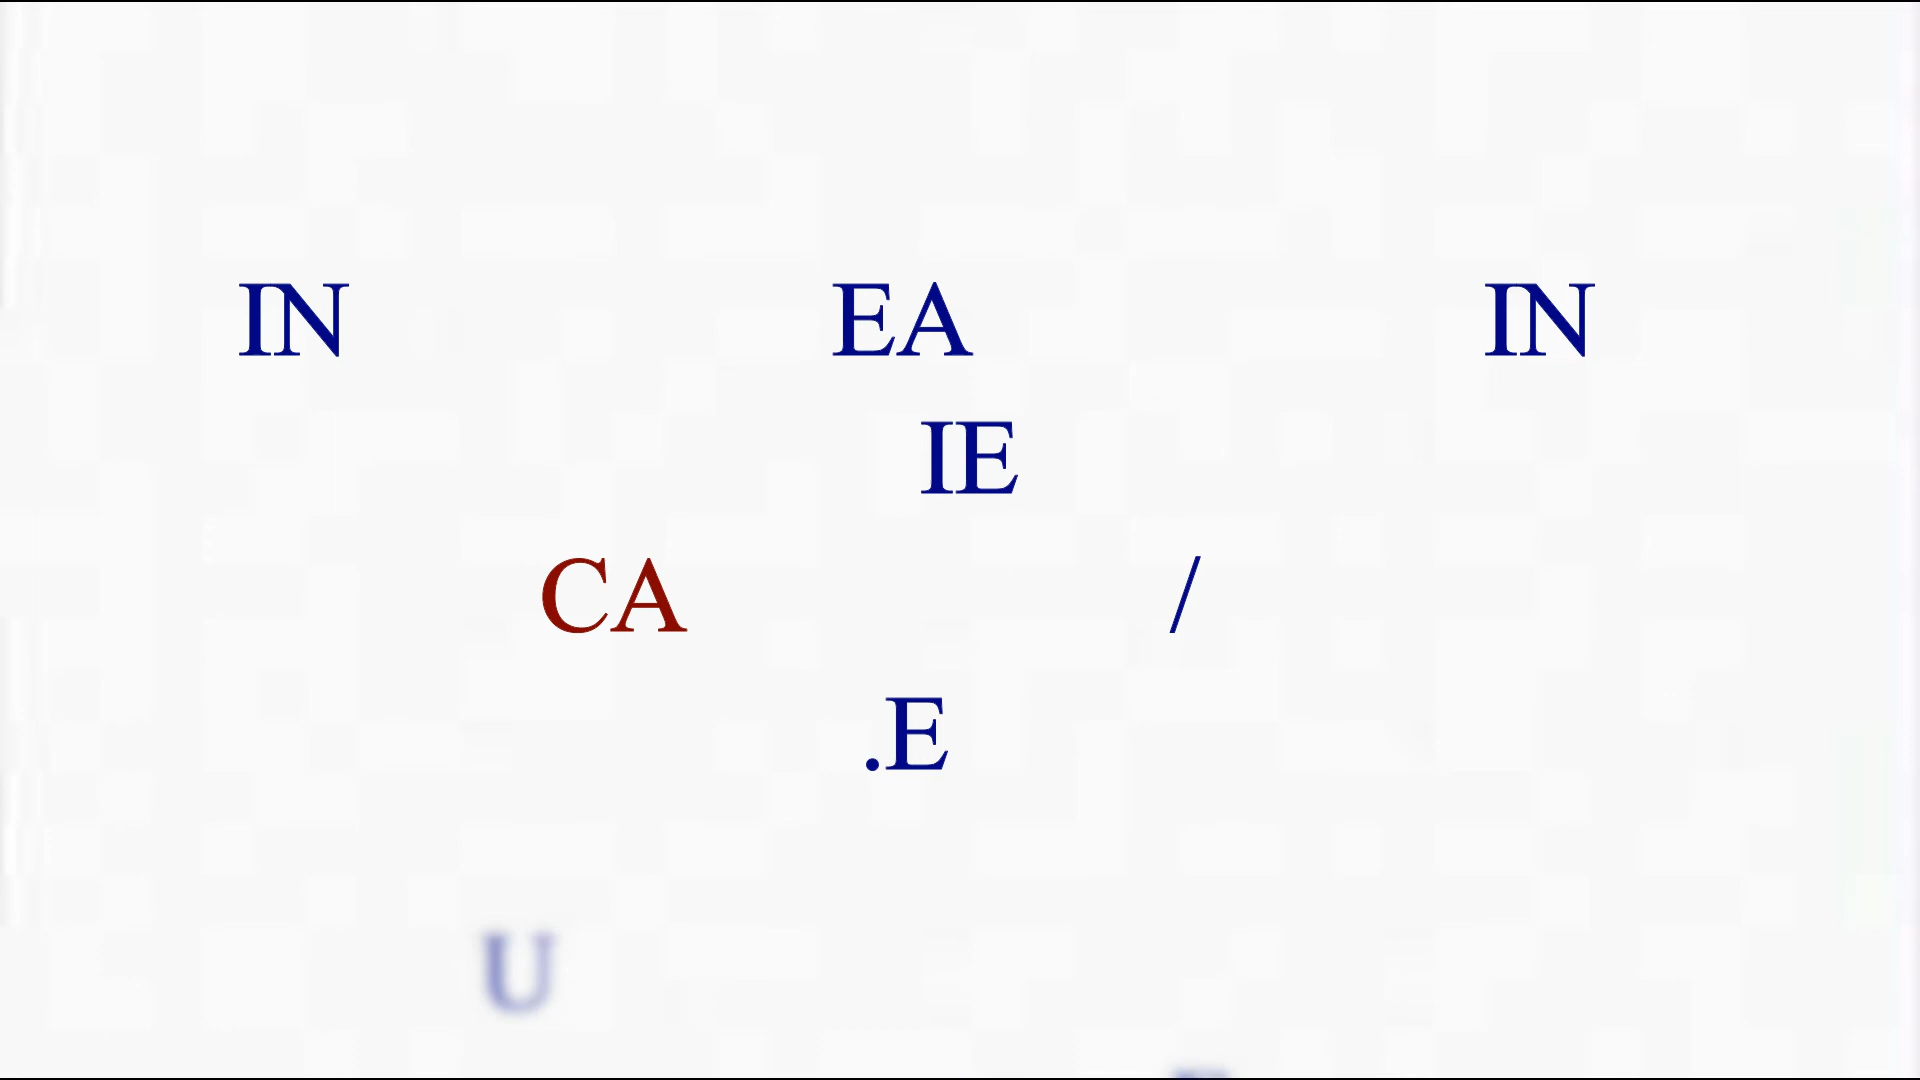 IN EA IN
IE
CA /
.E
U